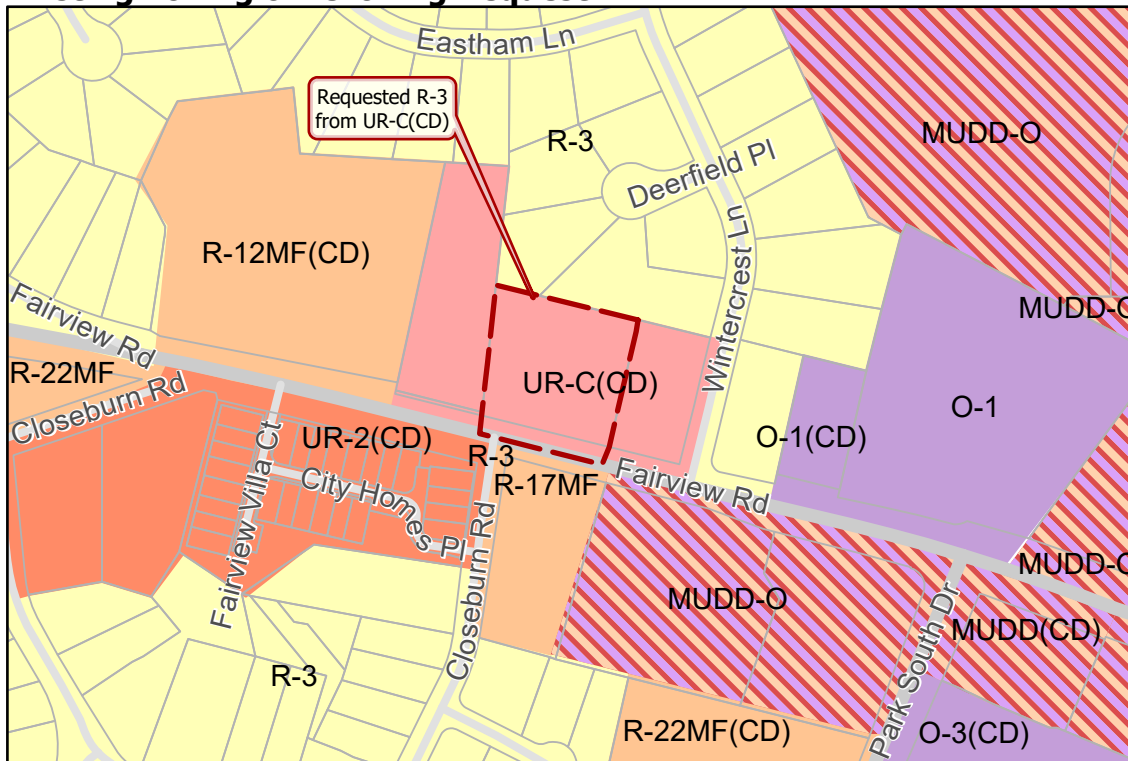 Eastham Ln
Requested R-3
from UR-C(CD)
R-3
MUDD-O
Deerfield Pl
R-12MF(CD)
Wintercrest Ln
Fairview Rd
MUDD-O
R-22MF
Closeburn Rd
UR-C(CD)
O-1
UR-2(CD)
O-1(CD)
R-3
R-17MF
Fairview Rd
Fairview Villa Ct
City Homes Pl
Closeburn Rd
MUDD-O
MUDD-O
MUDD(CD)
Park South Dr
R-3
R-22MF(CD)
O-3(CD)